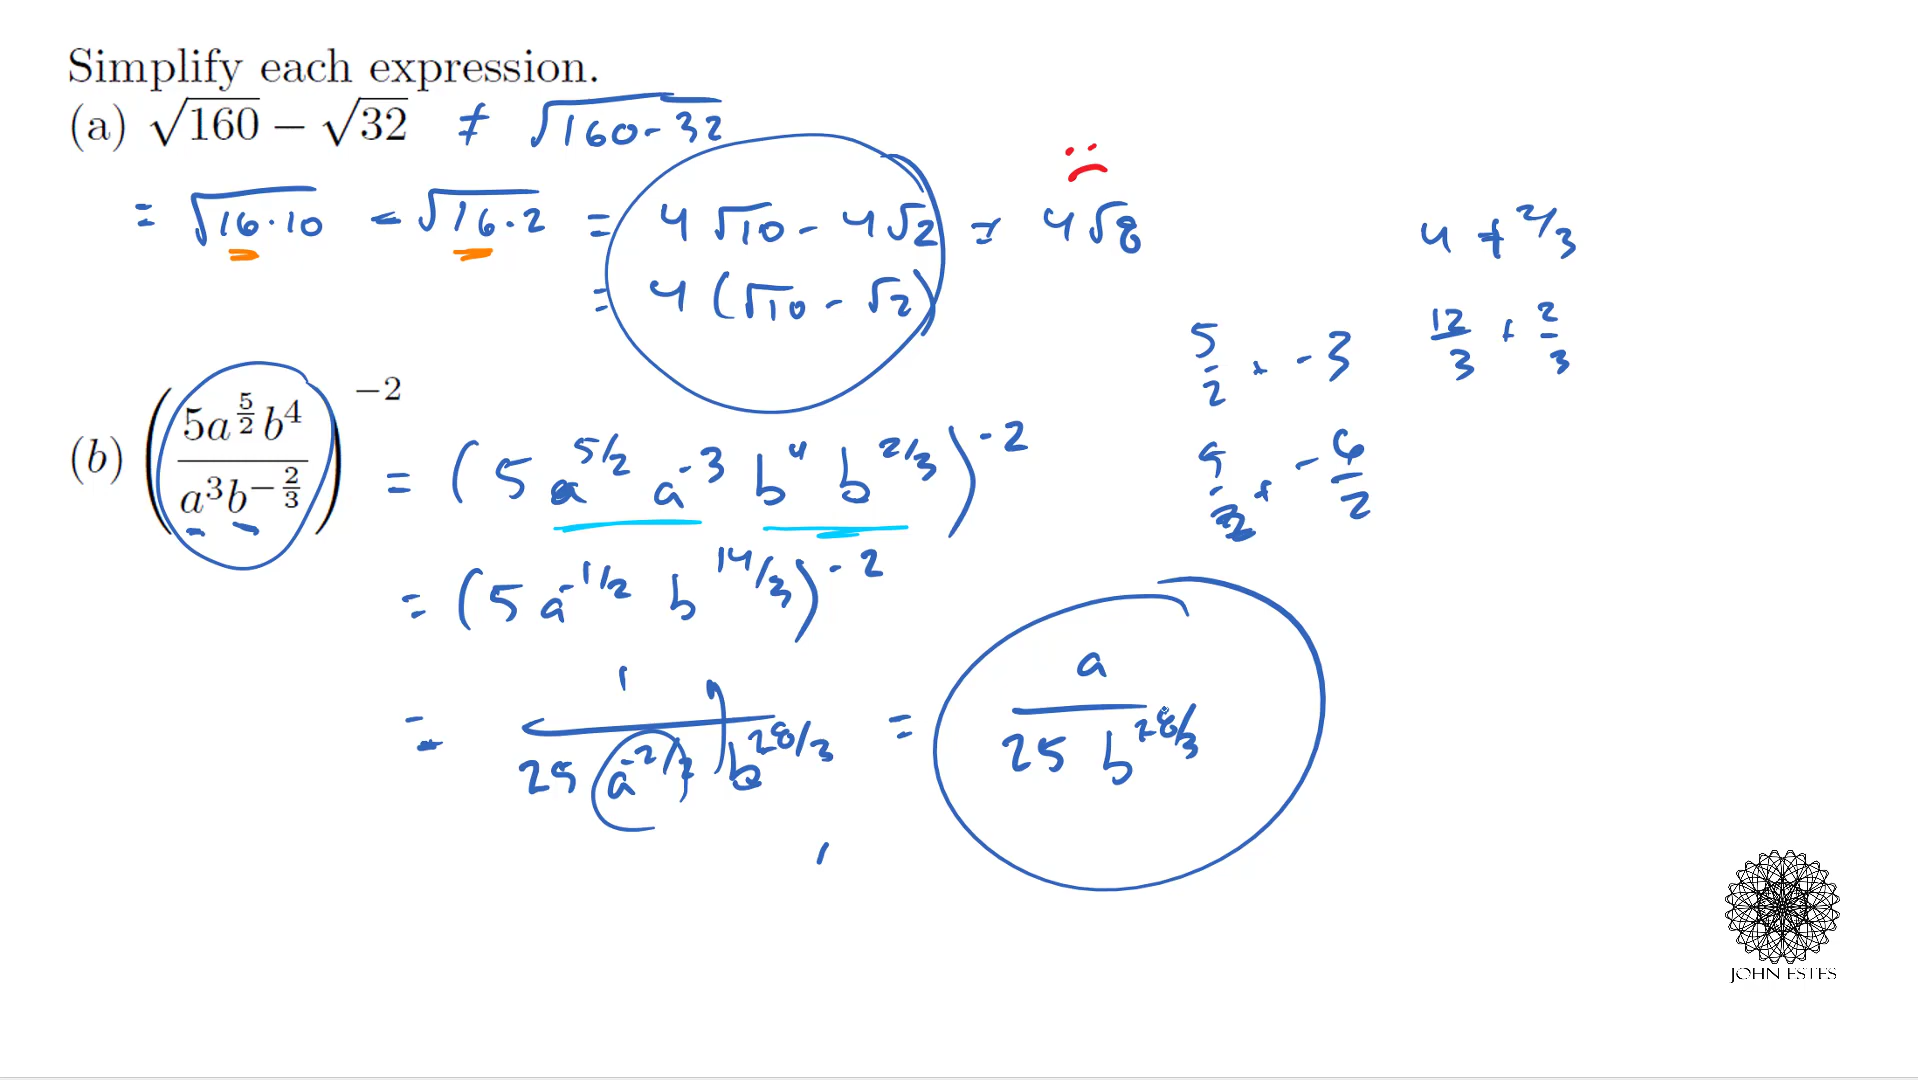 Simplify each expression.
(a) √160 − √32 ≠ √160-32
= √16·10 - √16·2 = 4√10 - 4√2 = 4√8
= 4(√10 - √2)
4 + 2/3
5/2 + -3
12/3 + 2/3
(b) (5a^{5/2}b^4 / a^3b^{−2/3})^{−2} = (5 a^{5/2} a^{-3} b^4 b^{2/3})^{-2}
5/2 + -6/2
= (5 a^{-1/2} b^{14/3})^{-2}
= 1 / 25 a^{-2/2} b^{28/3} = a / 25 b^{28/3}
JOHN ESTES